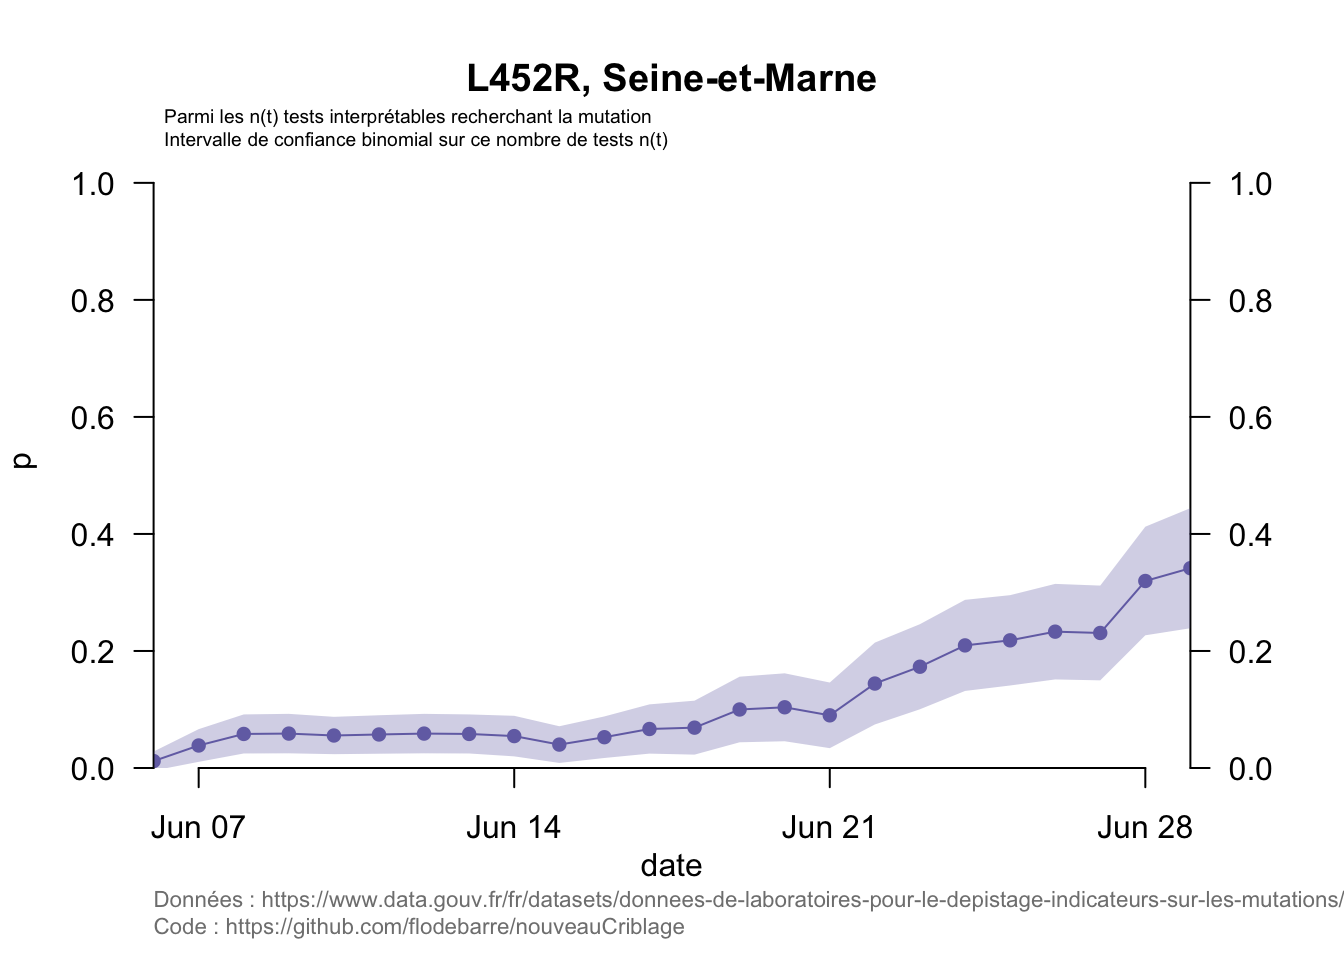 L452R, Seine-et-Marne
Parmi les n(t) tests interprétables recherchant la mutation
Intervalle de confiance binomial sur ce nombre de tests n(t)
1.0
0.8
0.6
0.4
0.2
0.0
p
1.0
0.8
0.6
0.4
0.2
0.0
Jun 07 Jun 14 Jun 21 Jun 28
date
Données : https://www.data.gouv.fr/fr/datasets/donnees-de-laboratoires-pour-le-depistage-indicateurs-sur-les-mutations/
Code : https://github.com/flodebarre/nouveauCriblage